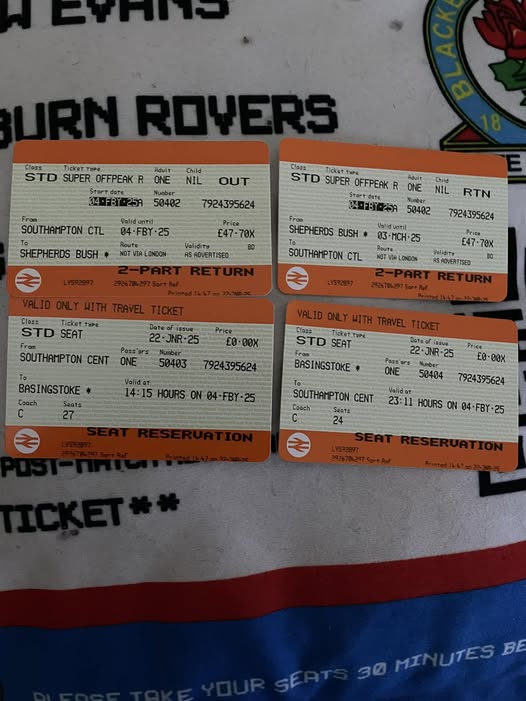 W EVANS
BURN ROVERS
BLACKB
18
E
Class Ticket type Adult Child
STD SUPER OFFPEAK R ONE NIL OUT
Start date Number
04·FBY·25A 50402 7924395624
From Valid until Price
SOUTHAMPTON CTL 04·FBY·25 £47·70X
To Route Validity
SHEPHERDS BUSH * NOT VIA LONDON AS ADVERTISED
2-PART RETURN
Class Ticket type Adult Child
STD SUPER OFFPEAK R ONE NIL RTN
Start date Number
04·FBY·25A 50402 7924395624
From Valid until Price
SHEPHERDS BUSH * 03·MCH·25 £47·70X
To Route Validity
SOUTHAMPTON CTL NOT VIA LONDON AS ADVERTISED
2-PART RETURN
VALID ONLY WITH TRAVEL TICKET
Class Ticket type Date of issue Price
STD SEAT 22·JNR·25 £0·00X
From Pass'grs Number
SOUTHAMPTON CENT ONE 50403 7924395624
To Valid at
BASINGSTOKE * 14:15 HOURS ON 04·FBY·25
Coach Seats
C 27
SEAT RESERVATION
VALID ONLY WITH TRAVEL TICKET
Class Ticket type Date of issue Price
STD SEAT 22·JNR·25 £0·00X
From Pass'grs Number
BASINGSTOKE * ONE 50404 7924395624
To Valid at
SOUTHAMPTON CENT 23:11 HOURS ON 04·FBY·25
Coach Seats
C 24
SEAT RESERVATION
POST-MATCH
TICKET**
PLEASE TAKE YOUR SEATS 30 MINUTES BE